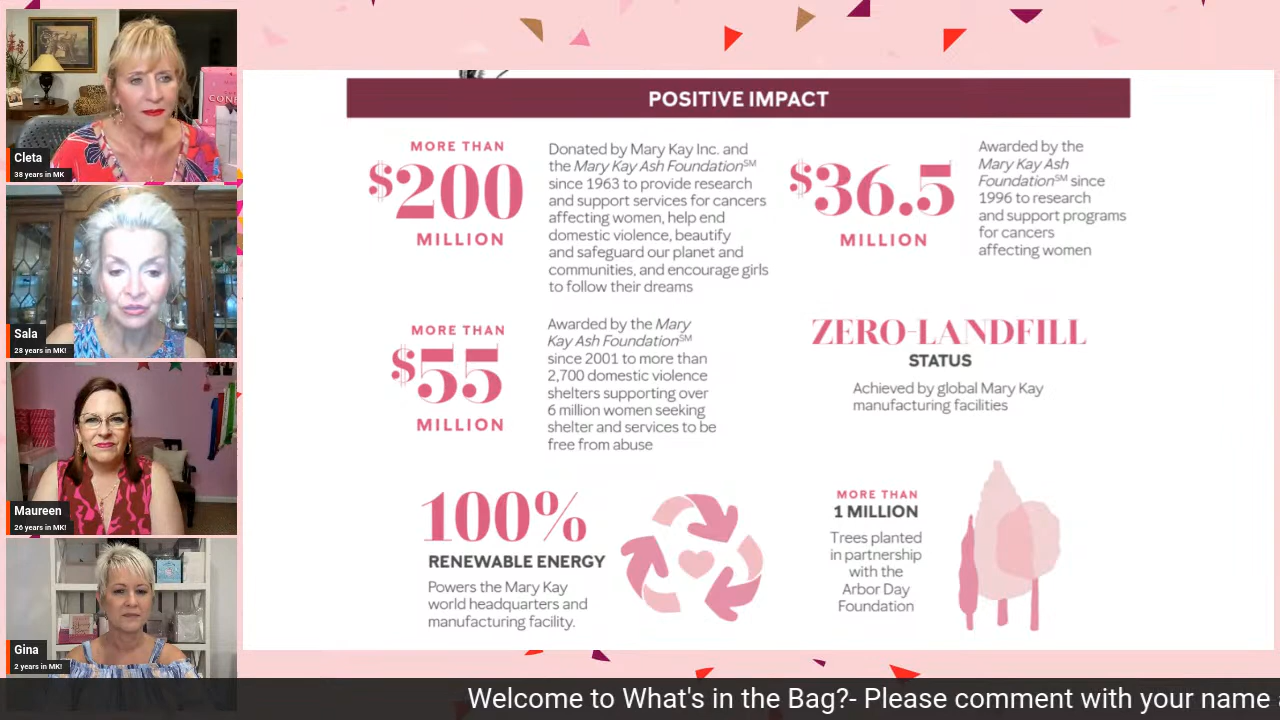 Cleta
38 years in MK
CON
Sala
28 years in MK!
Maureen
26 years in MK!
Gina
2 years in MK!
POSITIVE IMPACT
MORE THAN
$200
MILLION
Donated by Mary Kay Inc. and
the Mary Kay Ash Foundation℠
since 1963 to provide research
and support services for cancers
affecting women, help end
domestic violence, beautify
and safeguard our planet and
communities, and encourage girls
to follow their dreams
$36.5
MILLION
Awarded by the
Mary Kay Ash
Foundation℠ since
1996 to research
and support programs
for cancers
affecting women
MORE THAN
$55
MILLION
Awarded by the Mary
Kay Ash Foundation℠
since 2001 to more than
2,700 domestic violence
shelters supporting over
6 million women seeking
shelter and services to be
free from abuse
ZERO-LANDFILL
STATUS
Achieved by global Mary Kay
manufacturing facilities
100%
RENEWABLE ENERGY
Powers the Mary Kay
world headquarters and
manufacturing facility.
MORE THAN
1 MILLION
Trees planted
in partnership
with the
Arbor Day
Foundation
Welcome to What's in the Bag?- Please comment with your name